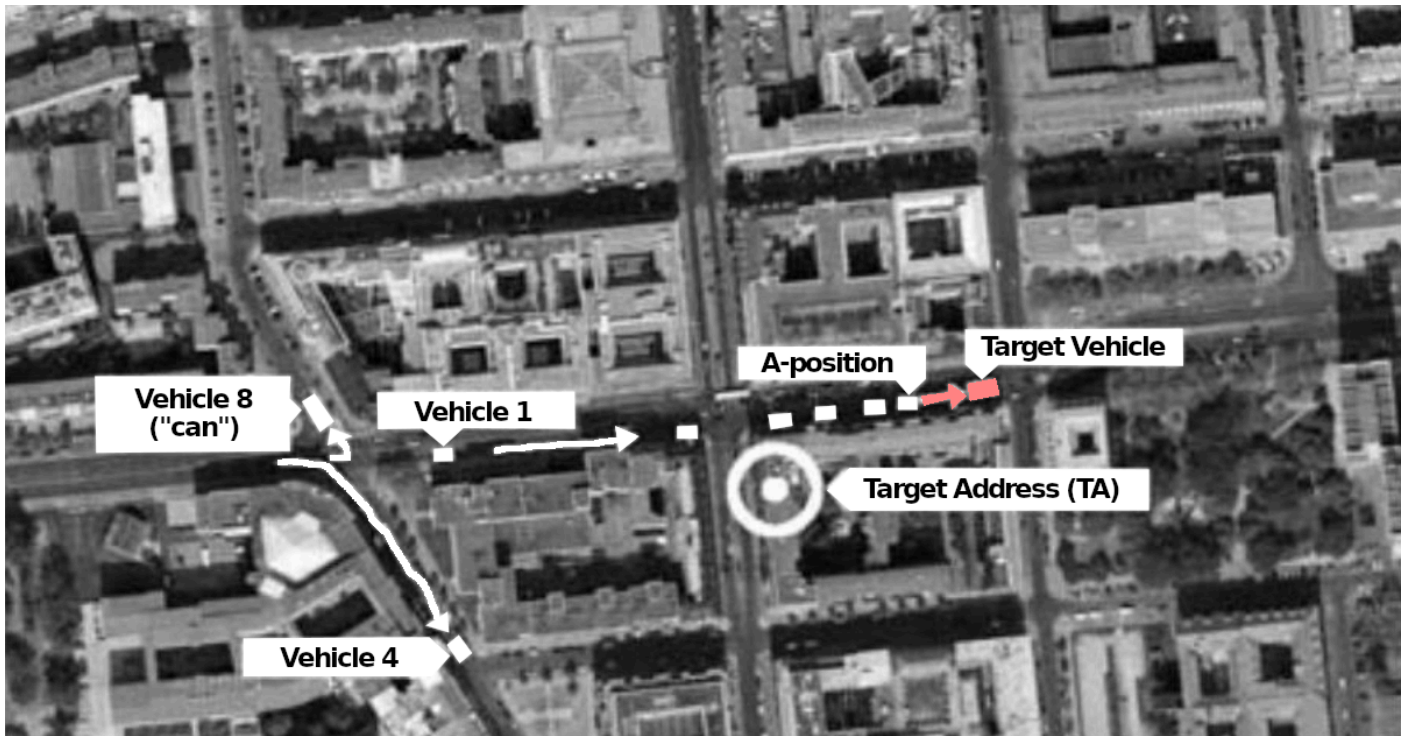 Target Vehicle
A-position
Vehicle 8
("can")
Vehicle 1
Target Address (TA)
Vehicle 4